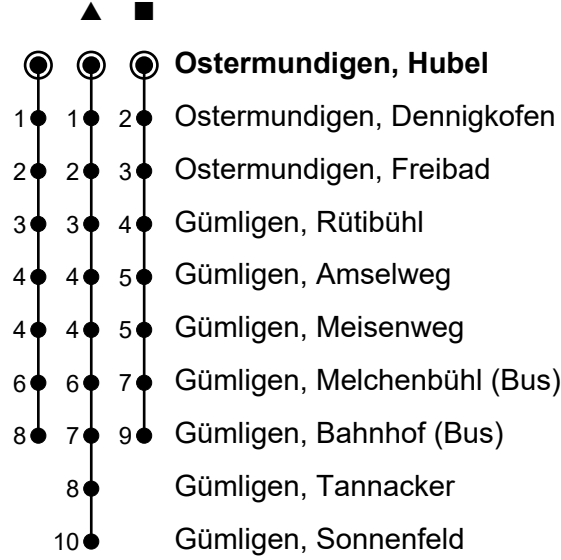 ▲ ■
Ostermundigen, Hubel
1 1 2 Ostermundigen, Dennigkofen
2 2 3 Ostermundigen, Freibad
3 3 4 Gümligen, Rütibühl
4 4 5 Gümligen, Amselweg
4 4 5 Gümligen, Meisenweg
6 6 7 Gümligen, Melchenbühl (Bus)
8 7 9 Gümligen, Bahnhof (Bus)
8 Gümligen, Tannacker
10 Gümligen, Sonnenfeld